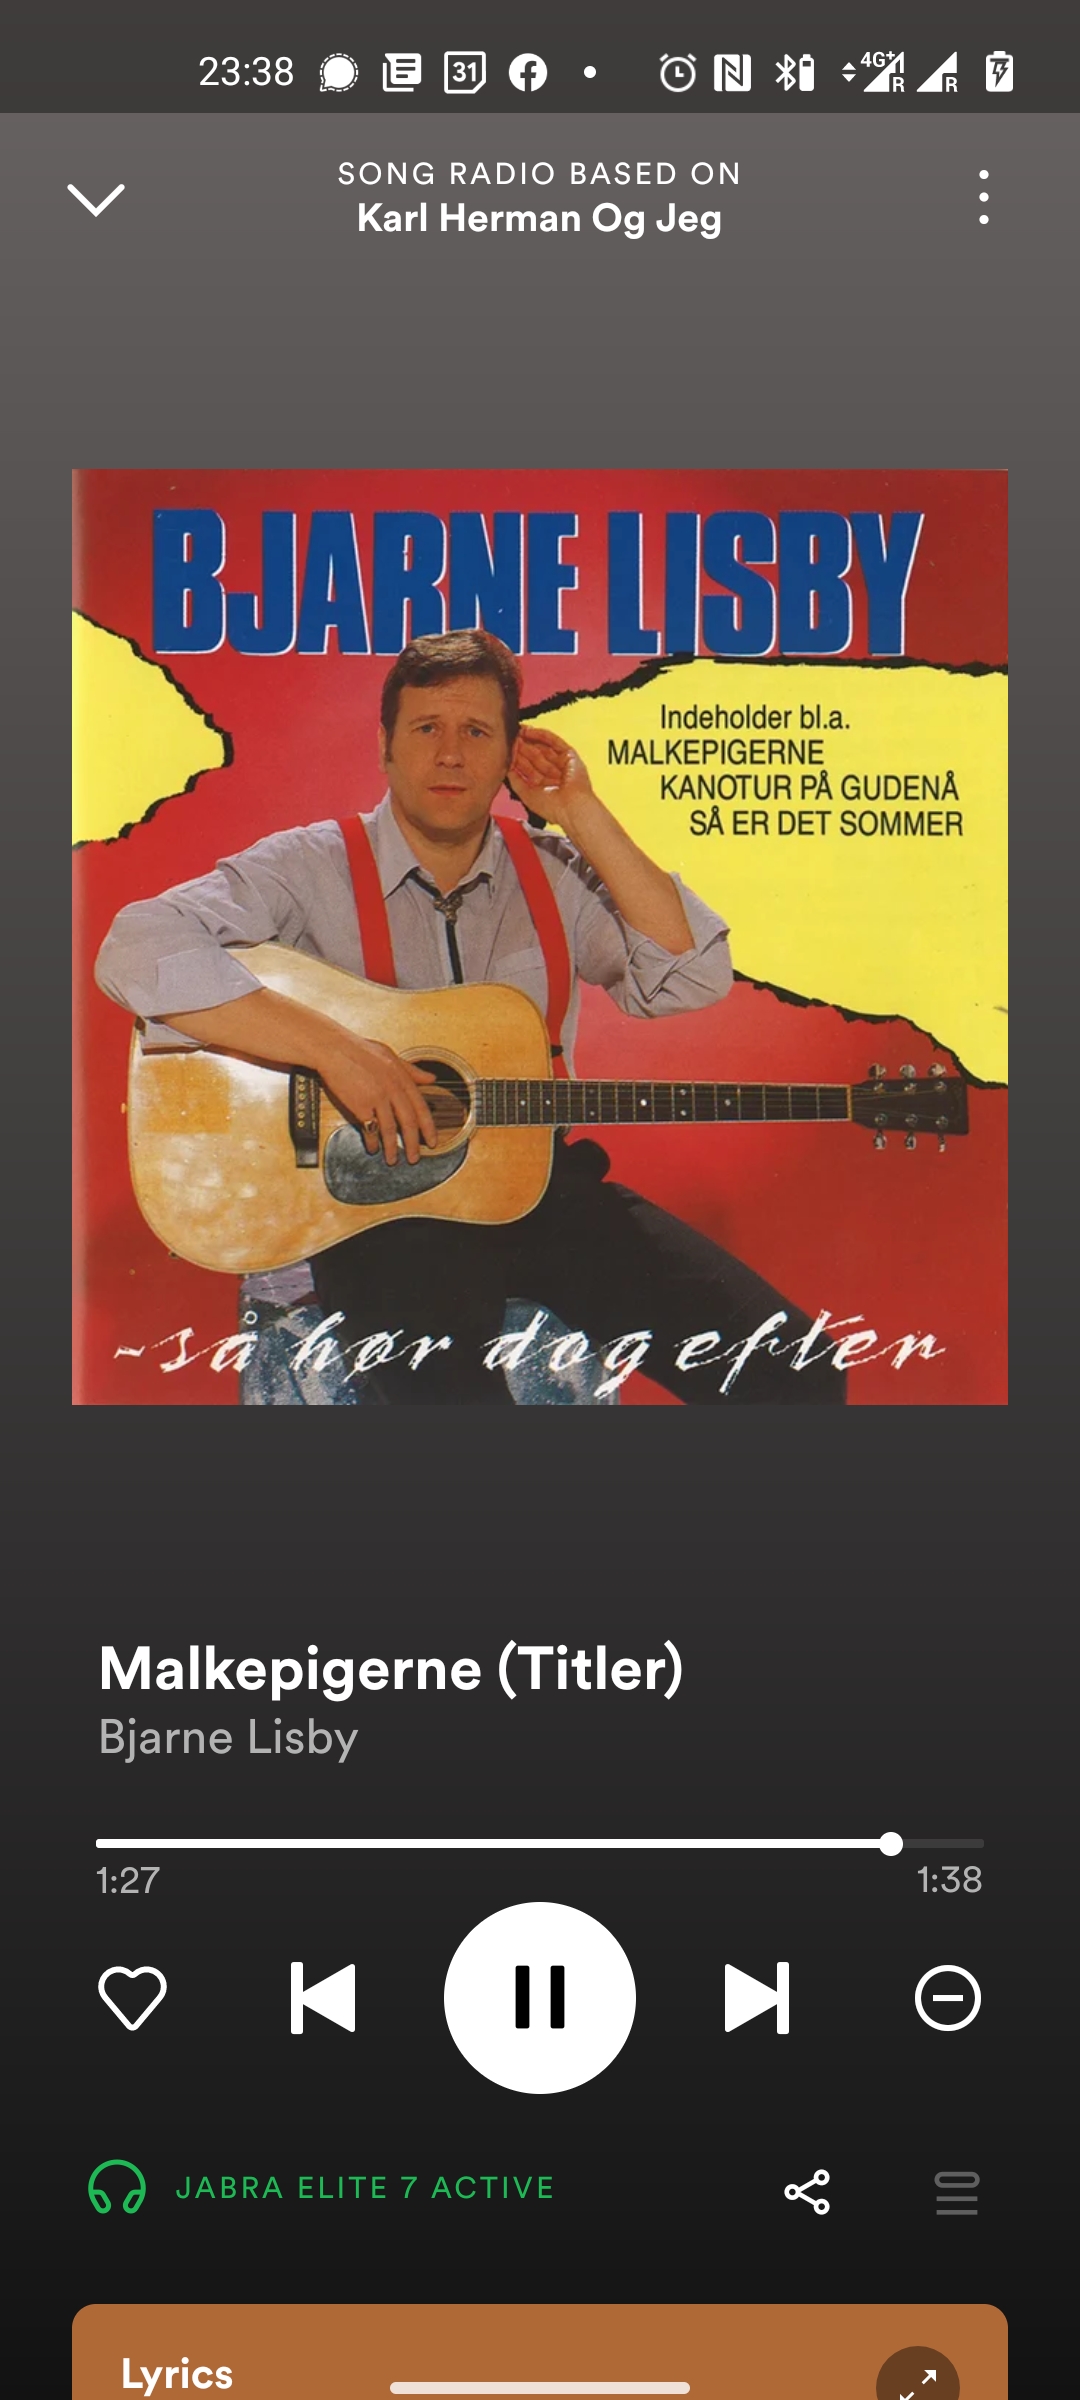 23:38
31
4G+
R
R
SONG RADIO BASED ON
Karl Herman Og Jeg
BJARNE LISBY
Indeholder bl.a.
MALKEPIGERNE
KANOTUR PÅ GUDENÅ
SÅ ER DET SOMMER
-så hør dog efter
Malkepigerne (Titler)
Bjarne Lisby
1:27
1:38
JABRA ELITE 7 ACTIVE
Lyrics